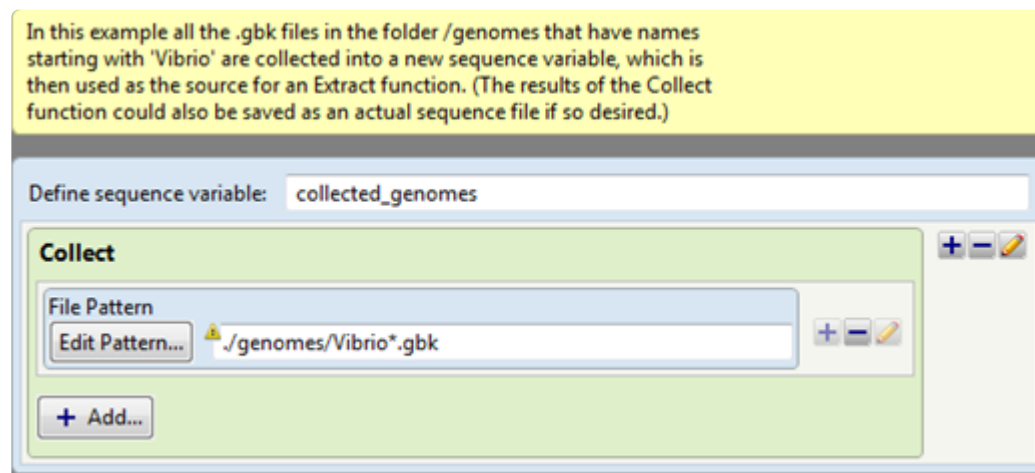 In this example all the .gbk files in the folder /genomes that have names
starting with 'Vibrio' are collected into a new sequence variable, which is
then used as the source for an Extract function. (The results of the Collect
function could also be saved as an actual sequence file if so desired.)
Define sequence variable: collected_genomes
Collect
File Pattern
Edit Pattern... ./genomes/Vibrio*.gbk
+ Add...